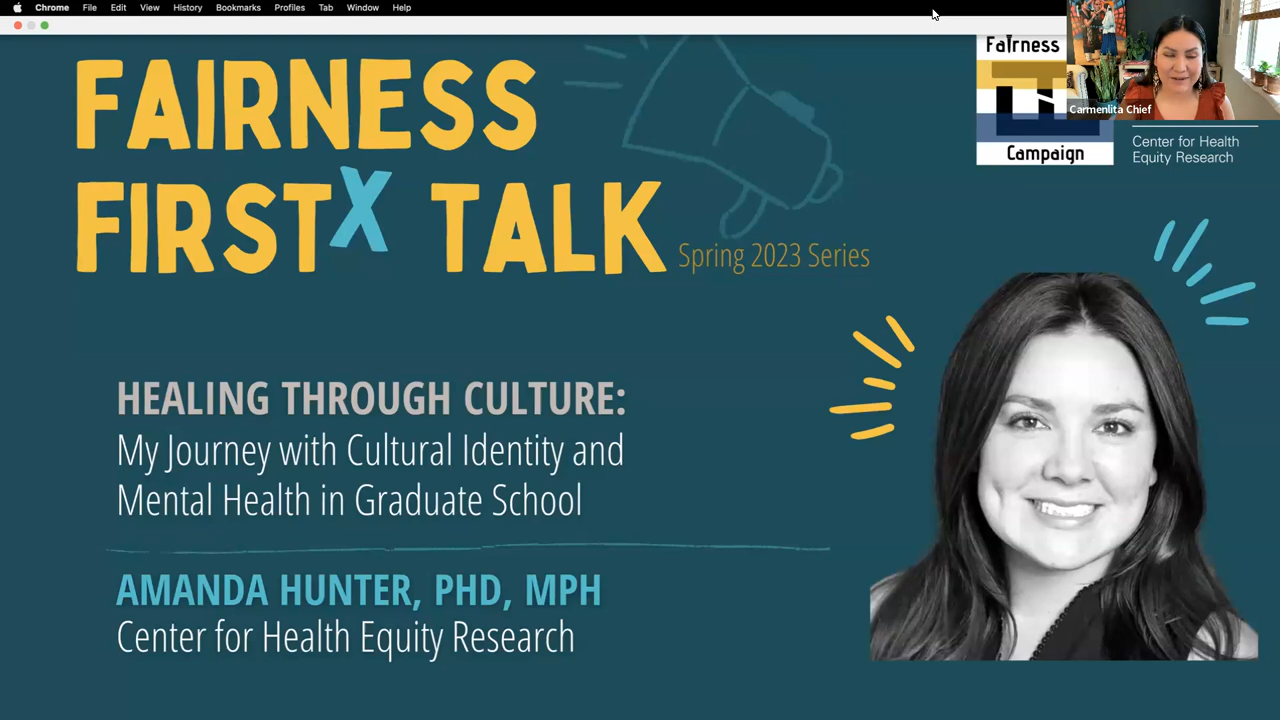 Chrome File Edit View History Bookmarks Profiles Tab Window Help
Fairness
Campaign
Carmenlita Chief
Center for Health
Equity Research
FAIRNESS
FIRSTX TALK
Spring 2023 Series
HEALING THROUGH CULTURE:
My Journey with Cultural Identity and
Mental Health in Graduate School
AMANDA HUNTER, PHD, MPH
Center for Health Equity Research